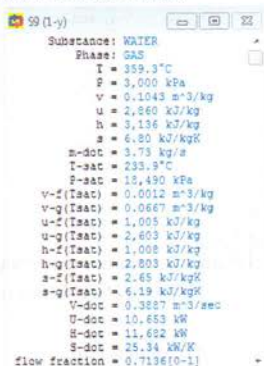 S9 (1-y)
Substance: WATER
Phase: GAS
T = 359.3°C
P = 3,000 kPa
v = 0.1043 m^3/kg
u = 2,860 kJ/kg
h = 3,136 kJ/kg
s = 6.80 kJ/kgK
m-dot = 3.73 kg/s
T-sat = 233.9°C
P-sat = 18,490 kPa
v-f(Tsat) = 0.0012 m^3/kg
v-g(Tsat) = 0.0667 m^3/kg
u-f(Tsat) = 1,005 kJ/kg
u-g(Tsat) = 2,603 kJ/kg
h-f(Tsat) = 1,008 kJ/kg
h-g(Tsat) = 2,803 kJ/kg
s-f(Tsat) = 2.65 kJ/kgK
s-g(Tsat) = 6.19 kJ/kgK
V-dot = 0.3887 m^3/sec
U-dot = 10,653 kW
H-dot = 11,682 kW
S-dot = 25.34 kW/K
flow fraction = 0.7136[0-1]